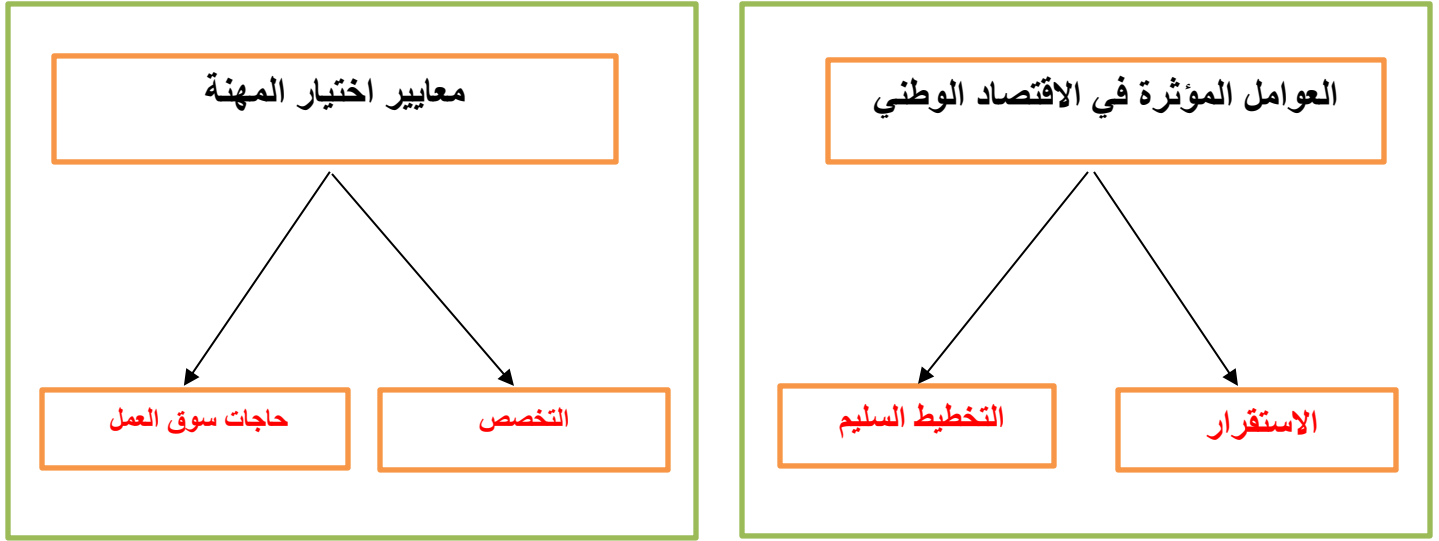 العوامل المؤثرة في الاقتصاد الوطني
الاستقرار
التخطيط السليم
معايير اختيار المهنة
التخصص
حاجات سوق العمل